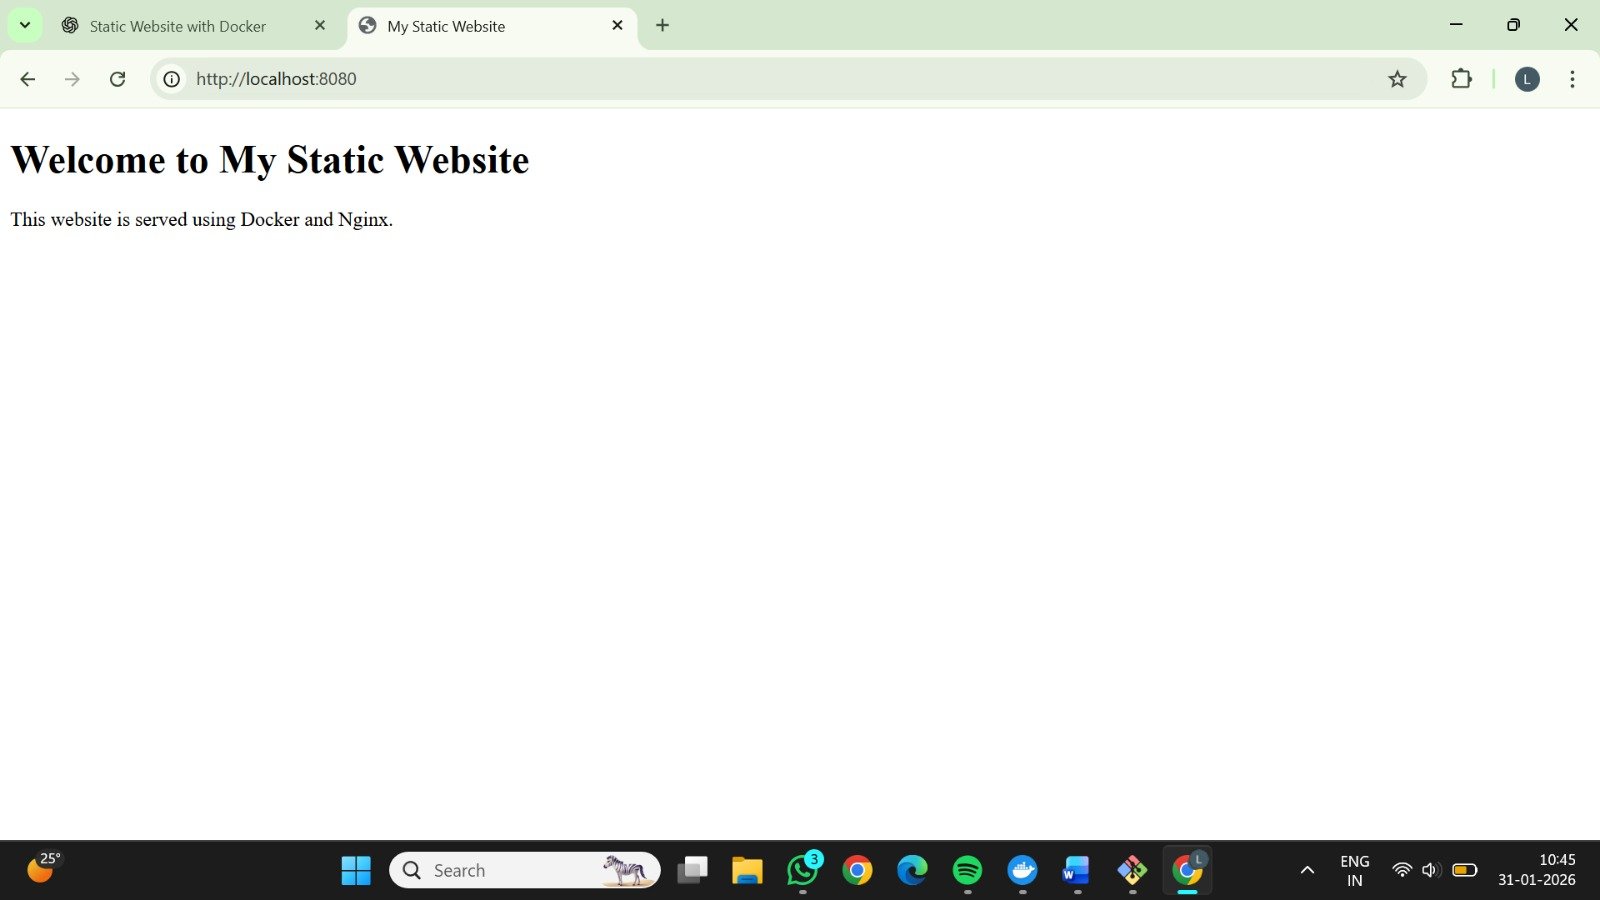 Static Website with Docker
My Static Website
http://localhost:8080
L
Welcome to My Static Website
This website is served using Docker and Nginx.
25°
Search
3
W
L
ENG
IN
10:45
31-01-2026